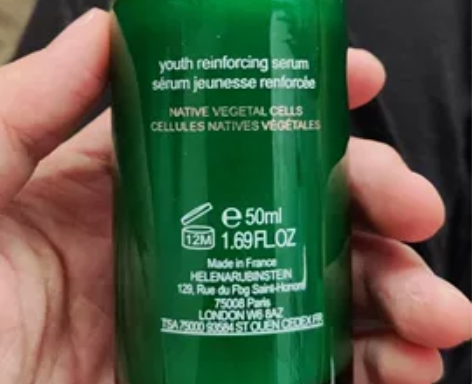 youth reinforcing serum
sérum jeunesse renforcée
NATIVE VEGETAL CELLS
CELLULES NATIVES VÉGÉTALES
12M
e 50ml
1.69FL.OZ
Made in France
HELENARUBINSTEIN
129, Rue du Fbg Saint-Honoré
75008 Paris
LONDON W6 8AZ
TSA 75000 93584 ST OUEN CEDEX FR